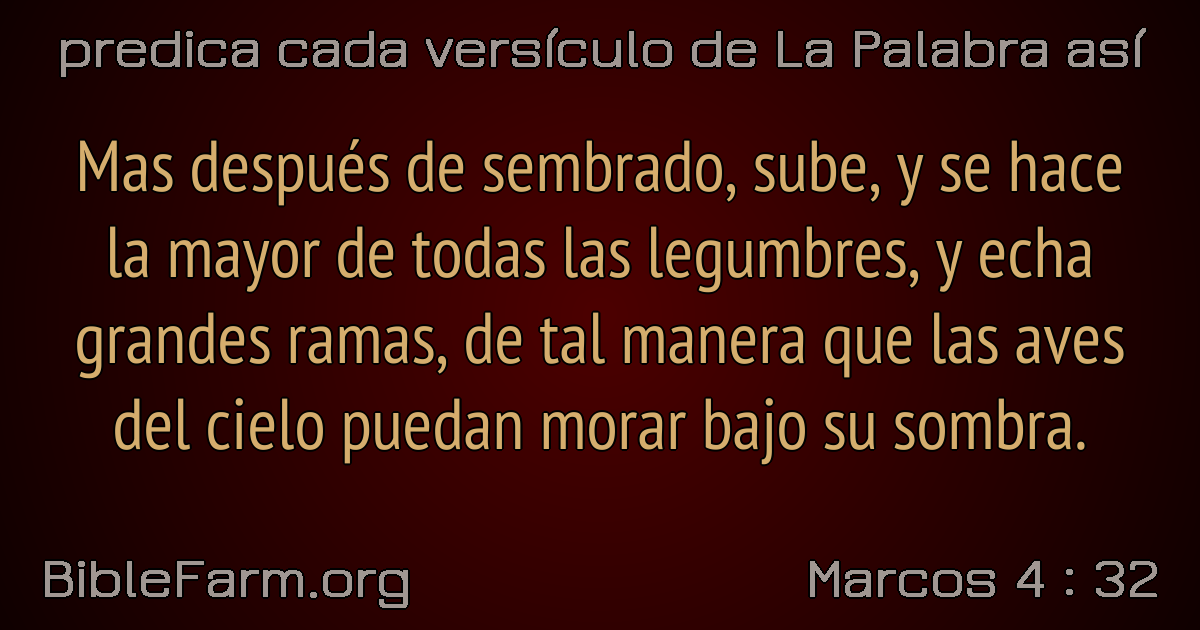 predica cada versículo de La Palabra así
Mas después de sembrado, sube, y se hace
la mayor de todas las legumbres, y echa
grandes ramas, de tal manera que las aves
del cielo puedan morar bajo su sombra.
BibleFarm.org
Marcos 4 : 32